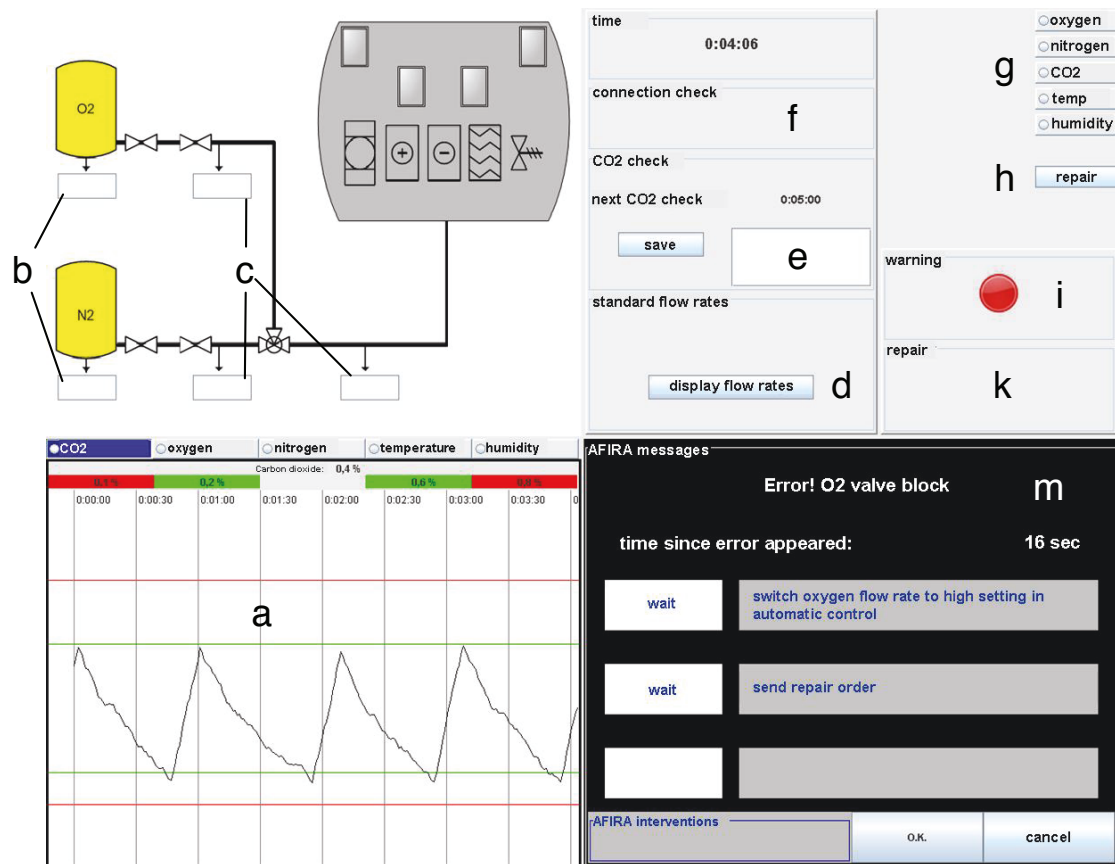 O2
b
c
N2
time
0:04:06
connection check
f
CO2 check
next CO2 check 0:05:00
save
e
standard flow rates
display flow rates d
oxygen
nitrogen
g
CO2
temp
humidity
h
repair
warning
i
repair
k
CO2 oxygen nitrogen temperature humidity
Carbon dioxide: 0,4 %
0,2 % 0,6 %
0:00:00 0:00:30 0:01:00 0:01:30 0:02:00 0:02:30 0:03:00 0:03:30 0
a
AFIRA messages
Error! O2 valve block m
time since error appeared: 16 sec
wait switch oxygen flow rate to high setting in
automatic control
wait send repair order
AFIRA interventions
O.K. cancel